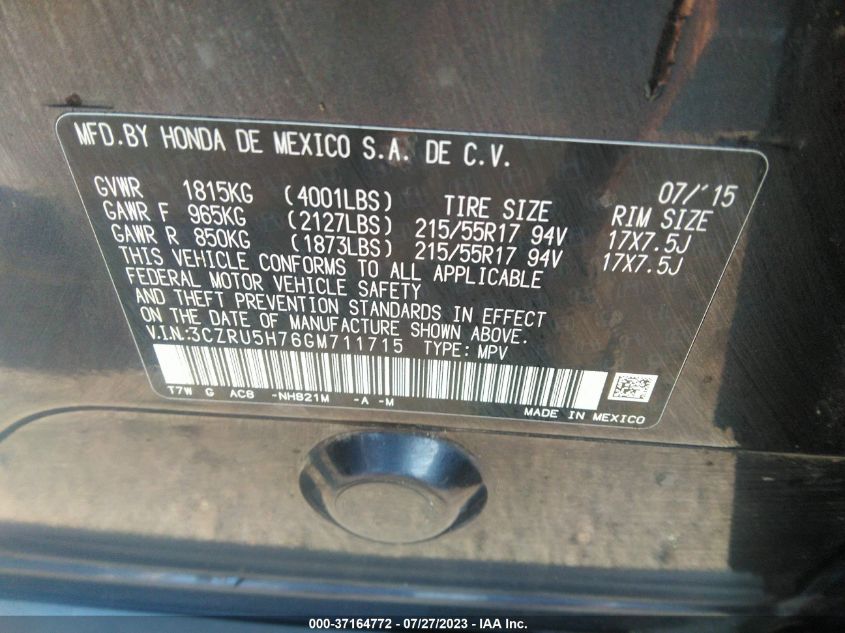 MFD.BY HONDA DE MEXICO S.A. DE C.V.
07/'15
GVWR 1815KG (4001LBS) TIRE SIZE RIM SIZE
GAWR F 965KG (2127LBS) 215/55R17 94V 17X7.5J
GAWR R 850KG (1873LBS) 215/55R17 94V 17X7.5J
THIS VEHICLE CONFORMS TO ALL APPLICABLE
FEDERAL MOTOR VEHICLE SAFETY
AND THEFT PREVENTION STANDARDS IN EFFECT
ON THE DATE OF MANUFACTURE SHOWN ABOVE.
V.I.N.:3CZRU5H76GM711715 TYPE: MPV
T7W G AC8 -NH821M -A -M
MADE IN MEXICO
000-37164772 / 07/27/2023 - IAA Inc.